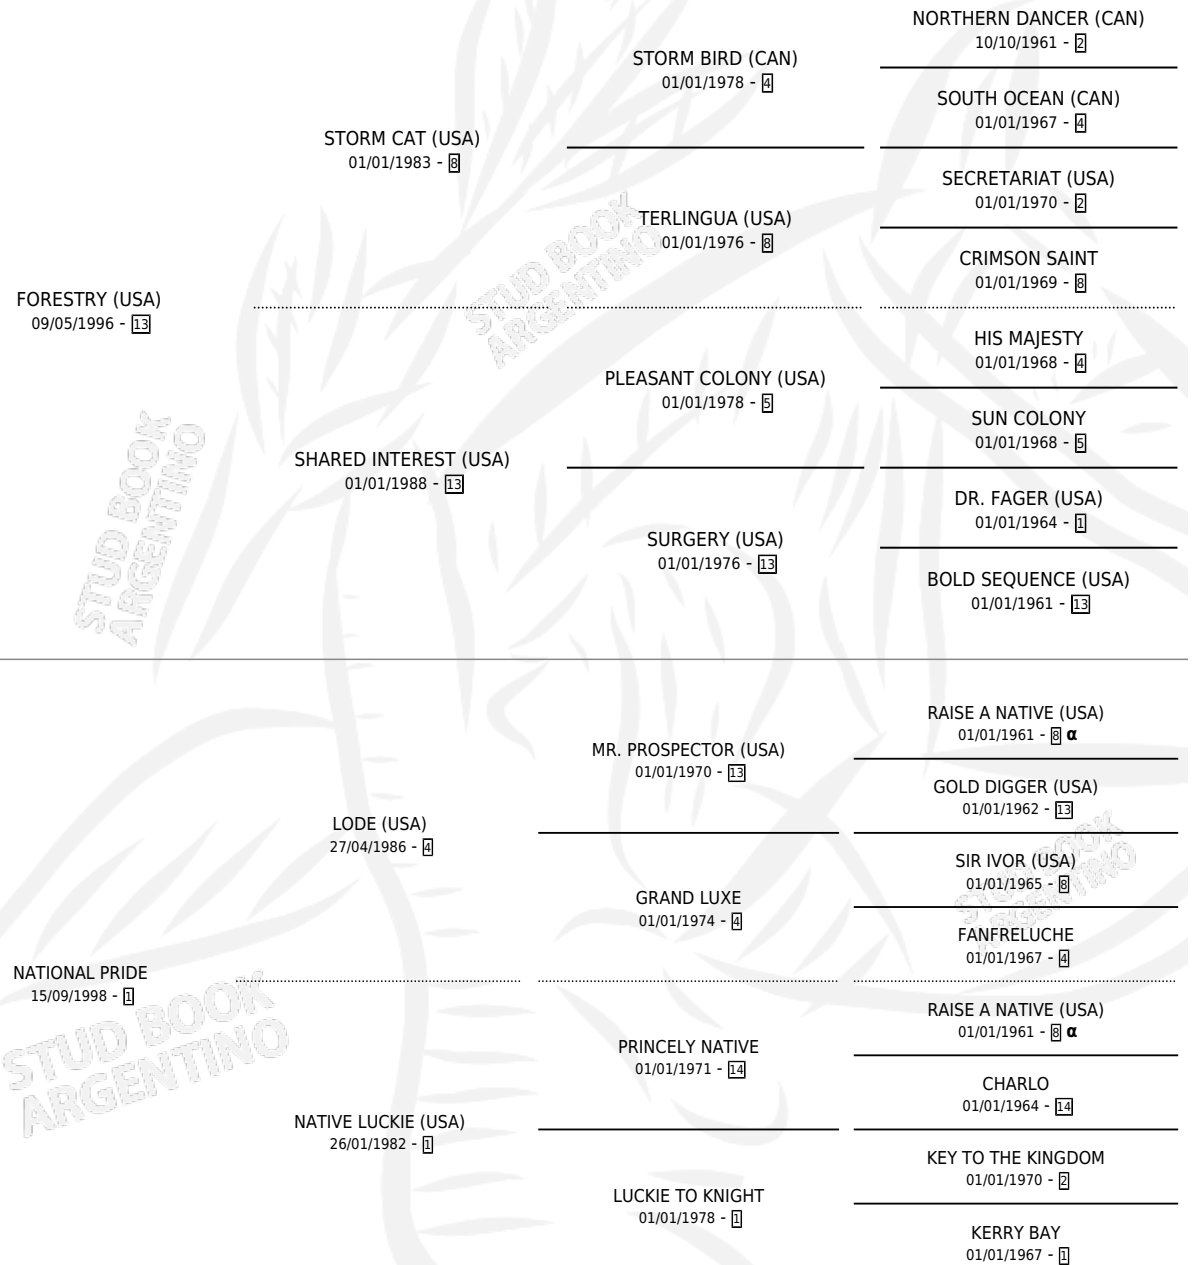 NORTHERN DANCER (CAN)
10/10/1961 - 2
STORM BIRD (CAN)
01/01/1978 - 4
SOUTH OCEAN (CAN)
01/01/1967 - 4
STORM CAT (USA)
01/01/1983 - 8
SECRETARIAT (USA)
01/01/1970 - 2
TERLINGUA (USA)
01/01/1976 - 8
CRIMSON SAINT
01/01/1969 - 8
FORESTRY (USA)
09/05/1996 - 13
HIS MAJESTY
01/01/1968 - 4
PLEASANT COLONY (USA)
01/01/1978 - 5
SUN COLONY
01/01/1968 - 5
SHARED INTEREST (USA)
01/01/1988 - 13
DR. FAGER (USA)
01/01/1964 - 1
SURGERY (USA)
01/01/1976 - 13
BOLD SEQUENCE (USA)
01/01/1961 - 13
RAISE A NATIVE (USA)
01/01/1961 - 8 α
MR. PROSPECTOR (USA)
01/01/1970 - 13
GOLD DIGGER (USA)
01/01/1962 - 13
LODE (USA)
27/04/1986 - 4
SIR IVOR (USA)
01/01/1965 - 8
GRAND LUXE
01/01/1974 - 4
FANFRELUCHE
01/01/1967 - 4
NATIONAL PRIDE
15/09/1998 - 1
RAISE A NATIVE (USA)
01/01/1961 - 8 α
PRINCELY NATIVE
01/01/1971 - 14
CHARLO
01/01/1964 - 14
NATIVE LUCKIE (USA)
26/01/1982 - 1
KEY TO THE KINGDOM
01/01/1970 - 2
LUCKIE TO KNIGHT
01/01/1978 - 1
KERRY BAY
01/01/1967 - 1
STUD BOOK
ARGENTINO
STUD BOOK
ARGENTINO
STUD BOOK
ARGENTINO
STUD BOOK
ARGENTINO